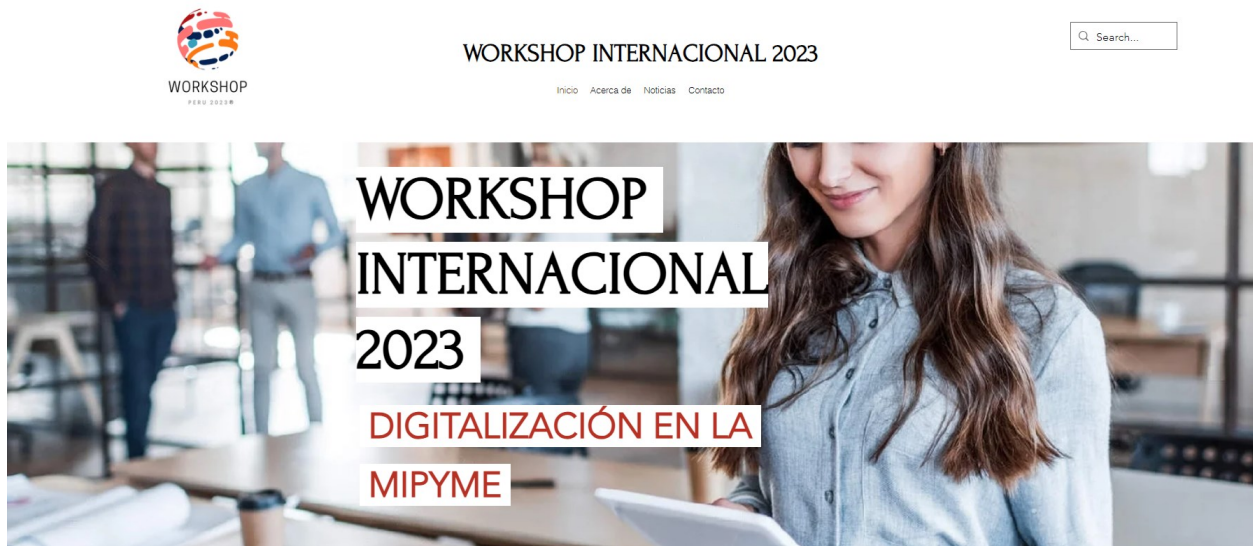 WORKSHOP
PERU 2023®
WORKSHOP INTERNACIONAL 2023
Inicio Acerca de Noticias Contacto
Search...
WORKSHOP
INTERNACIONAL
2023
DIGITALIZACIÓN EN LA
MIPYME